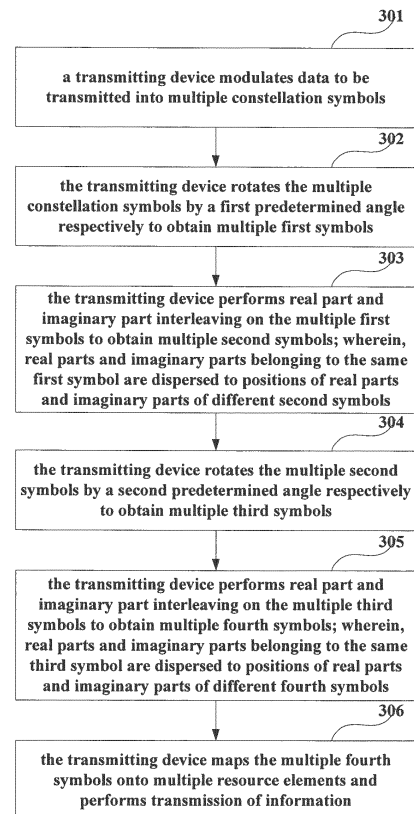 301
a transmitting device modulates data to be
transmitted into multiple constellation symbols
302
the transmitting device rotates the multiple
constellation symbols by a first predetermined angle
respectively to obtain multiple first symbols
303
the transmitting device performs real part and
imaginary part interleaving on the multiple first
symbols to obtain multiple second symbols; wherein,
real parts and imaginary parts belonging to the same
first symbol are dispersed to positions of real parts
and imaginary parts of different second symbols
304
the transmitting device rotates the multiple second
symbols by a second predetermined angle respectively
to obtain multiple third symbols
305
the transmitting device performs real part and
imaginary part interleaving on the multiple third
symbols to obtain multiple fourth symbols; wherein,
real parts and imaginary parts belonging to the same
third symbol are dispersed to positions of real parts
and imaginary parts of different fourth symbols
306
the transmitting device maps the multiple fourth
symbols onto multiple resource elements and
performs transmission of information